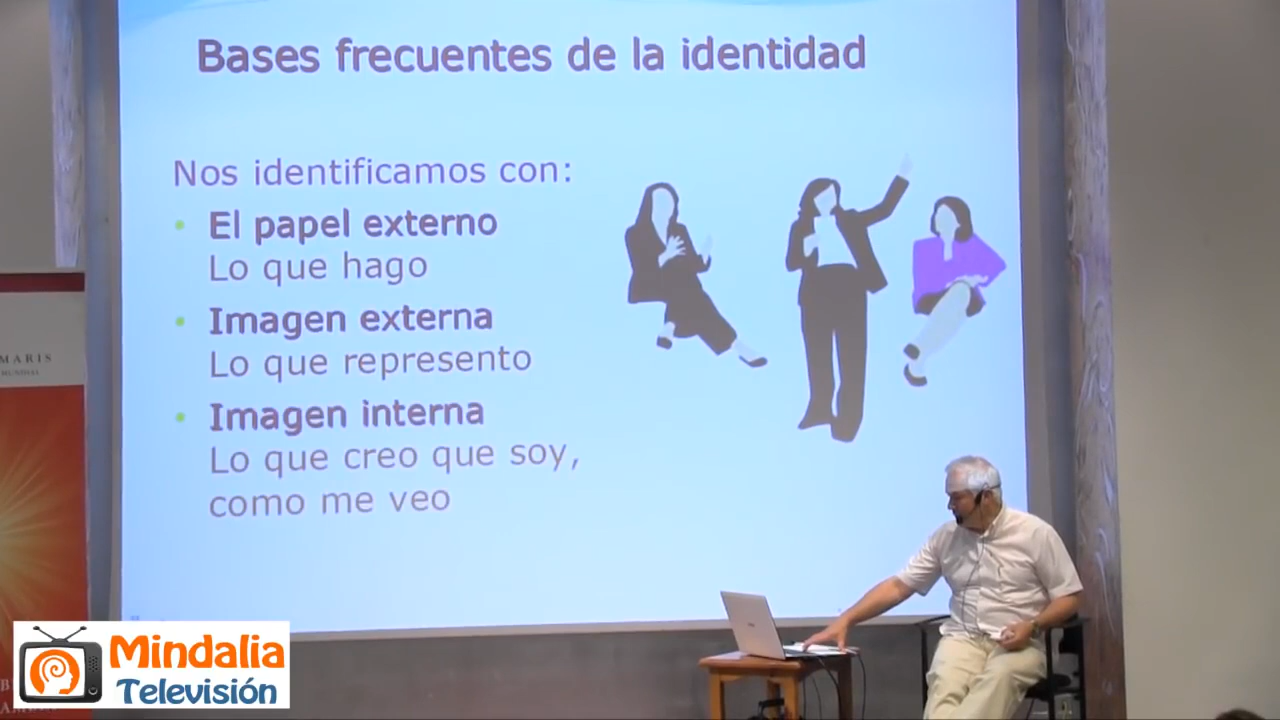 Bases frecuentes de la identidad
Nos identificamos con:
• El papel externo
Lo que hago
• Imagen externa
Lo que represento
• Imagen interna
Lo que creo que soy,
como me veo
MARIS
MUNDIAL
Mindalia
Televisión